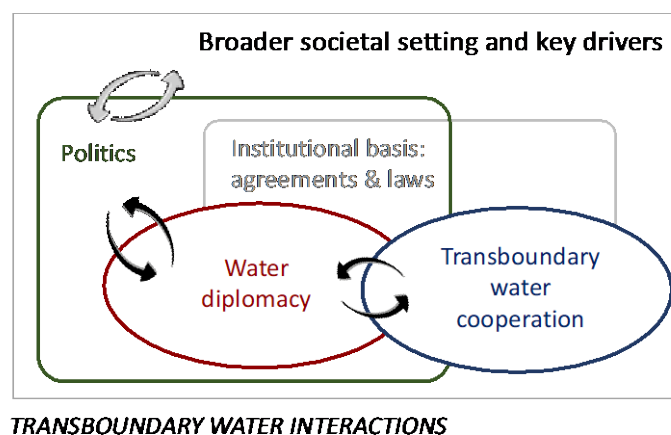 Broader societal setting and key drivers
Politics
Institutional basis:
agreements & laws
Water
diplomacy
Transboundary
water
cooperation
TRANSBOUNDARY WATER INTERACTIONS